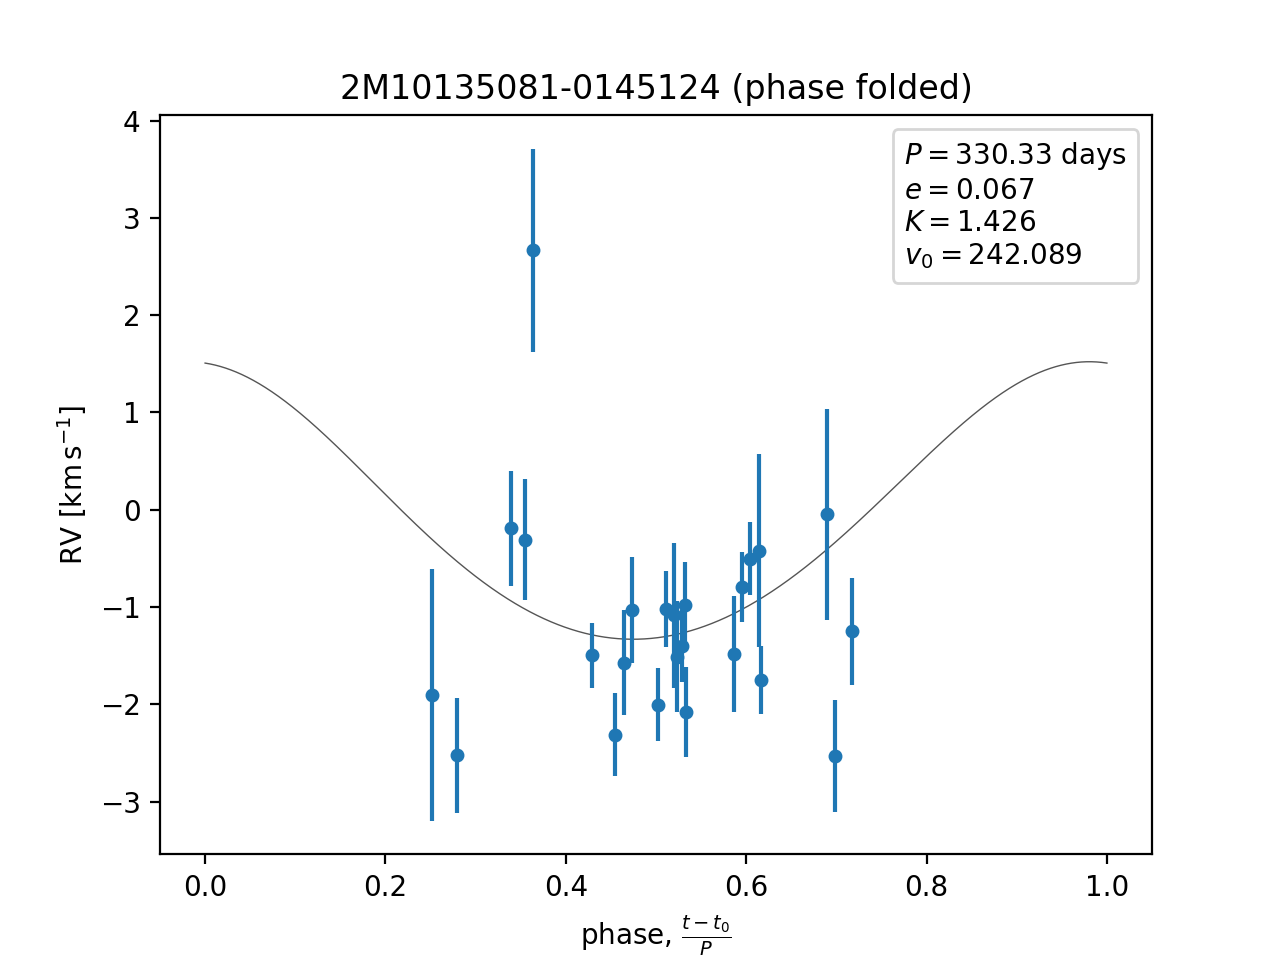 2M10135081-0145124 (phase folded)
P = 330.33 days
e = 0.067
K = 1.426
v₀ = 242.089
4
3
2
1
0
−1
−2
−3
RV [km s⁻¹]
0.0 0.2 0.4 0.6 0.8 1.0
phase, (t − t₀)/P